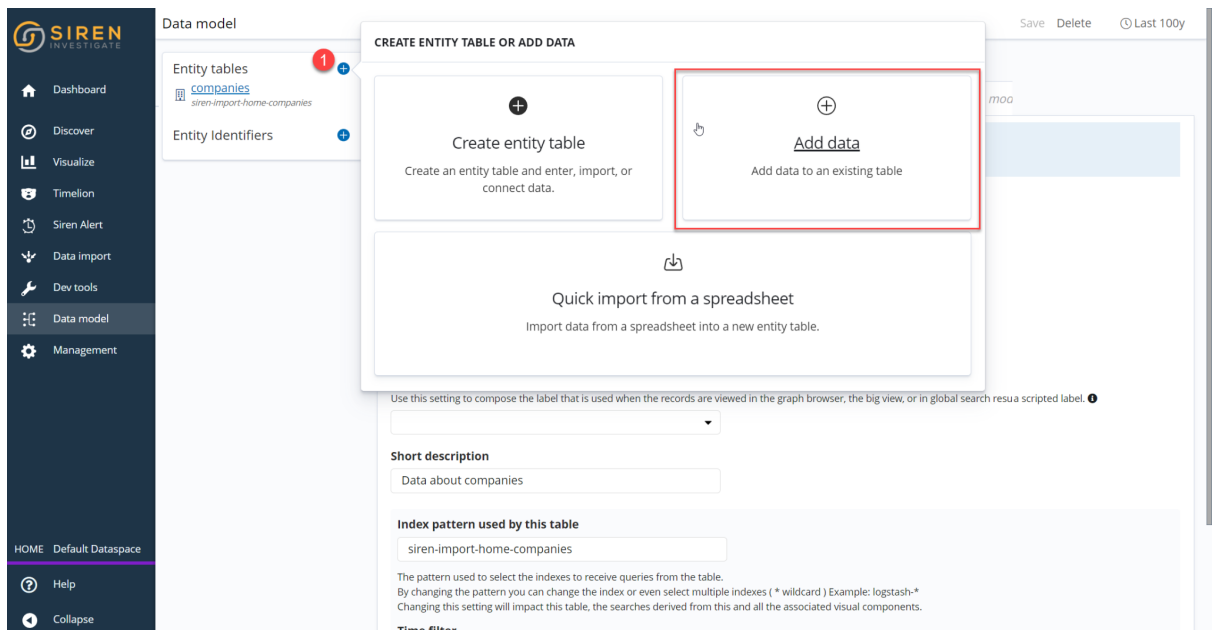 SIREN
INVESTIGATE
Dashboard
Discover
Visualize
Timelion
Siren Alert
Data import
Dev tools
Data model
Management
HOME Default Dataspace
Help
Collapse
Data model
Save Delete Last 100y
Entity tables
1
companies
siren-import-home-companies
Entity Identifiers
CREATE ENTITY TABLE OR ADD DATA
Create entity table
Create an entity table and enter, import, or
connect data.
Add data
Add data to an existing table
Quick import from a spreadsheet
Import data from a spreadsheet into a new entity table.
Use this setting to compose the label that is used when the records are viewed in the graph browser, the big view, or in global search resua scripted label.
Short description
Data about companies
Index pattern used by this table
siren-import-home-companies
The pattern used to select the indexes to receive queries from the table.
By changing the pattern you can change the index or even select multiple indexes ( * wildcard ) Example: logstash-*
Changing this setting will impact this table, the searches derived from this and all the associated visual components.
Time filter